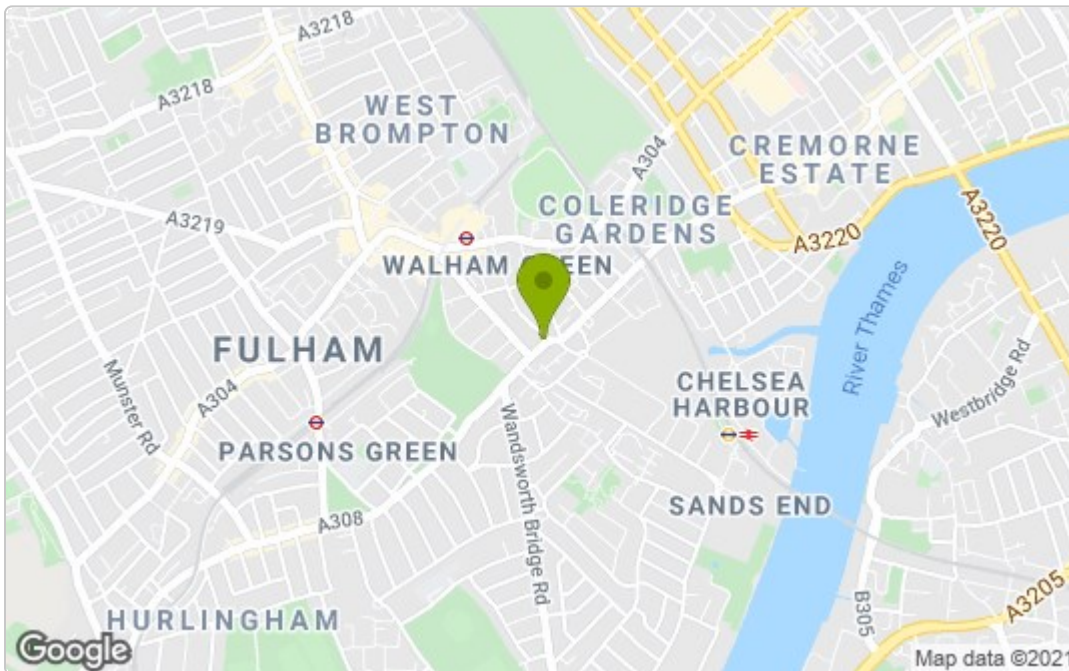 A3218
A3218
WEST
BROMPTON
A304
CREMORNE
ESTATE
A3219
COLERIDGE
GARDENS
A3220
A3220
WALHAM GREEN
River Thames
FULHAM
Munster Rd
A304
CHELSEA
HARBOUR
Westbridge Rd
PARSONS GREEN
Wandsworth Bridge Rd
SANDS END
A308
B305
A3205
HURLINGHAM
Google
Map data ©2021